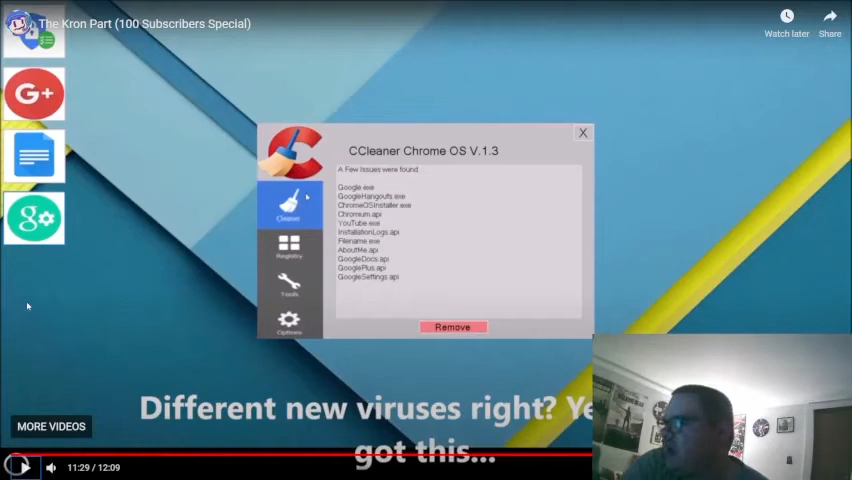 The Kron Part (100 Subscribers Special)
Watch later
Share
G+
CCleaner Chrome OS V.1.3
X
A Few Issues were found
Google exe
GoogleHangoufs.exe
ChromeOSInstaller.exe
Chromium.api
YouTube exe
InstallationLogs.api
Filename.exe
AboutMe.api
GoogleDocs.api
GooglePlus.api
GoogleSettings.api
Cleaner
Registry
Tools
Options
Remove
Different new viruses right? Ye
got this...
MORE VIDEOS
11:29 / 12:09